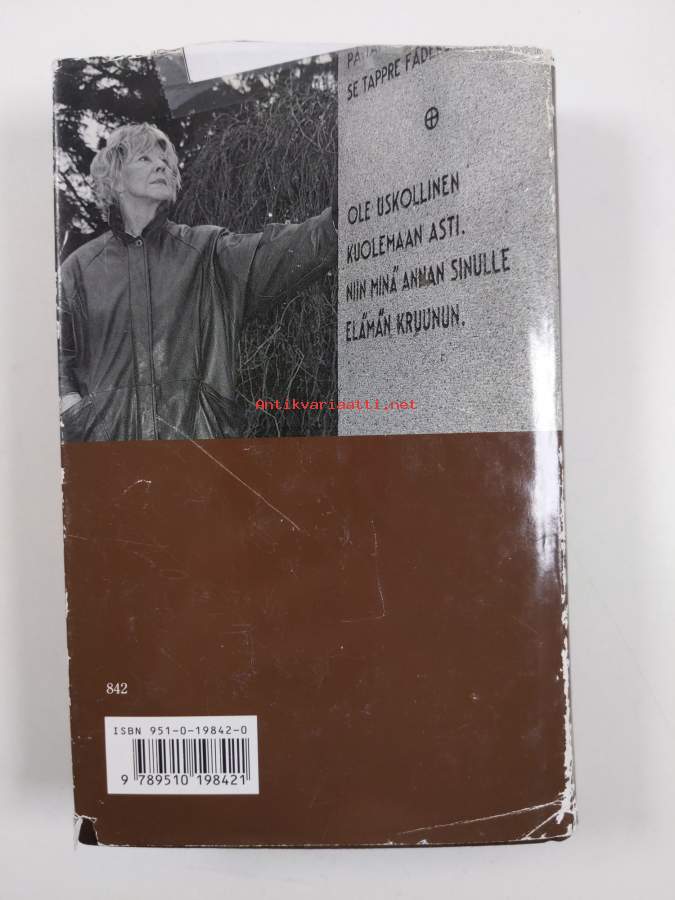 SE TAPPRE
OLE USKOLLINEN
KUOLEMAAN ASTI.
NIIN MINÄ ANNAN SINULLE
ELÄMÄN KRUUNUN.
Antikvariaatti.net
842
ISBN 951-0-19842-0
9 789510 198421